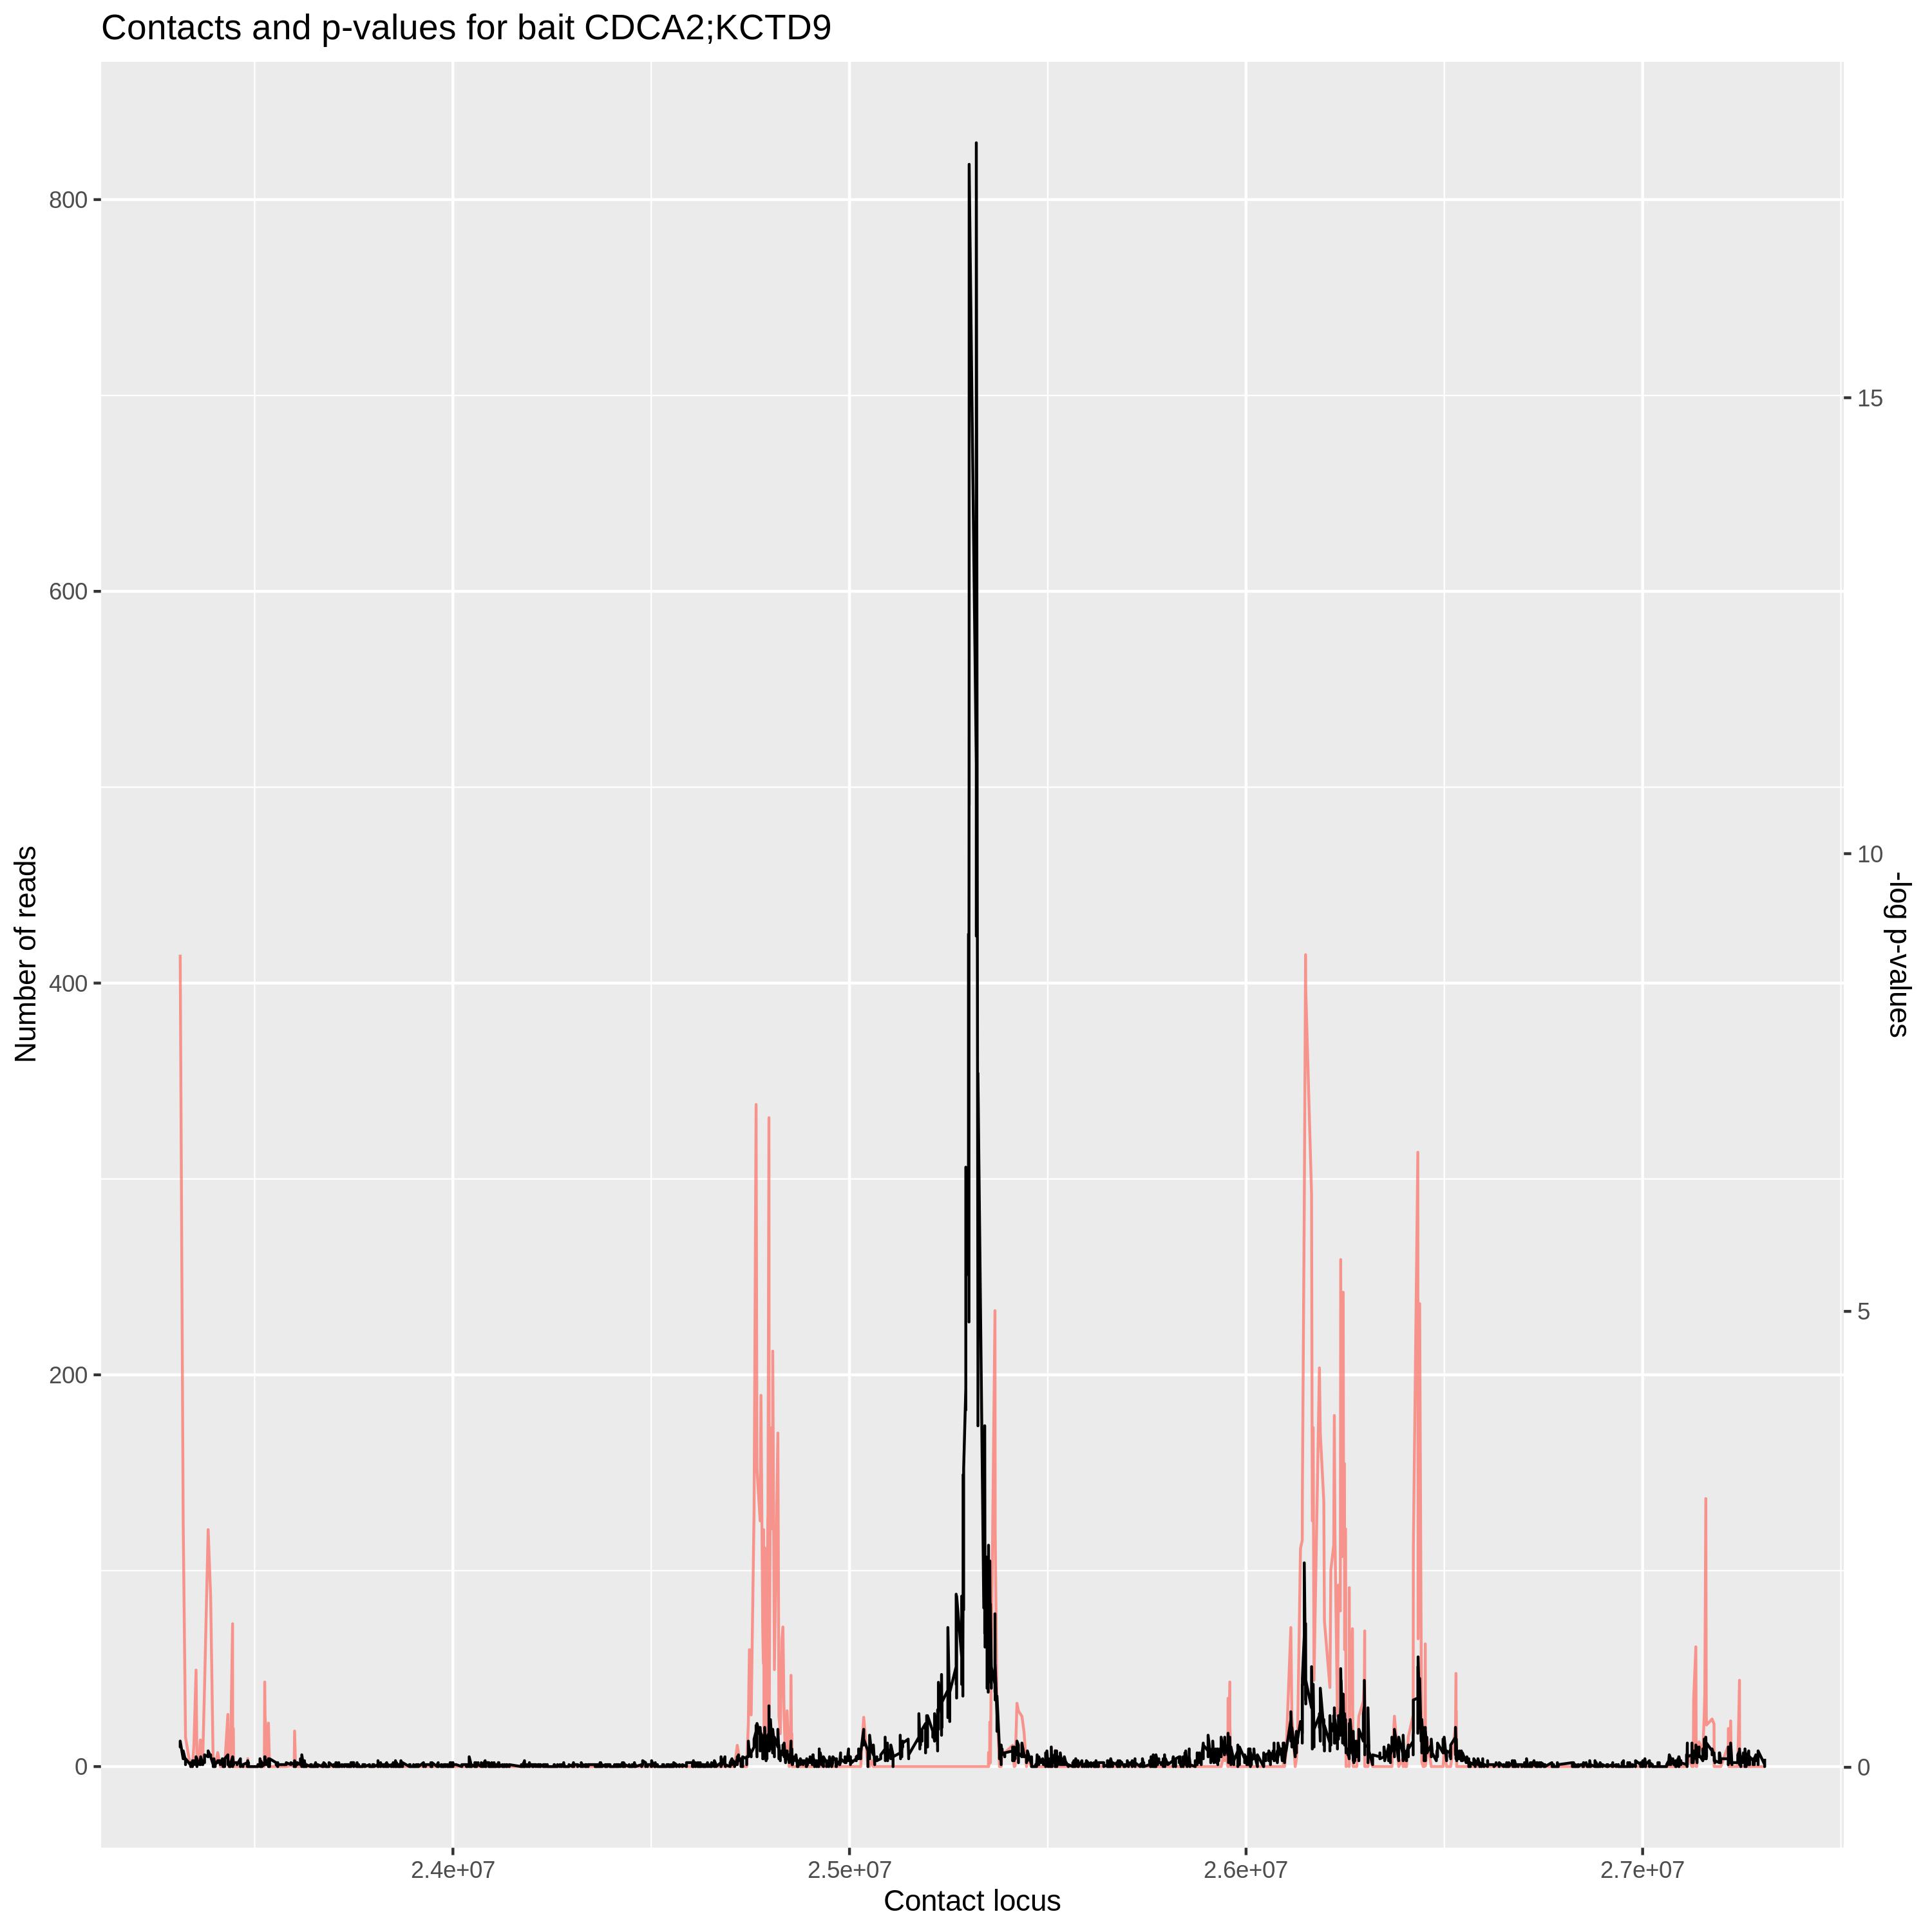 Contacts and p-values for bait CDCA2;KCTD9
800
600
400
200
0
Number of reads
15
10
5
0
-log p-values
2.4e+07 2.5e+07 2.6e+07 2.7e+07
Contact locus